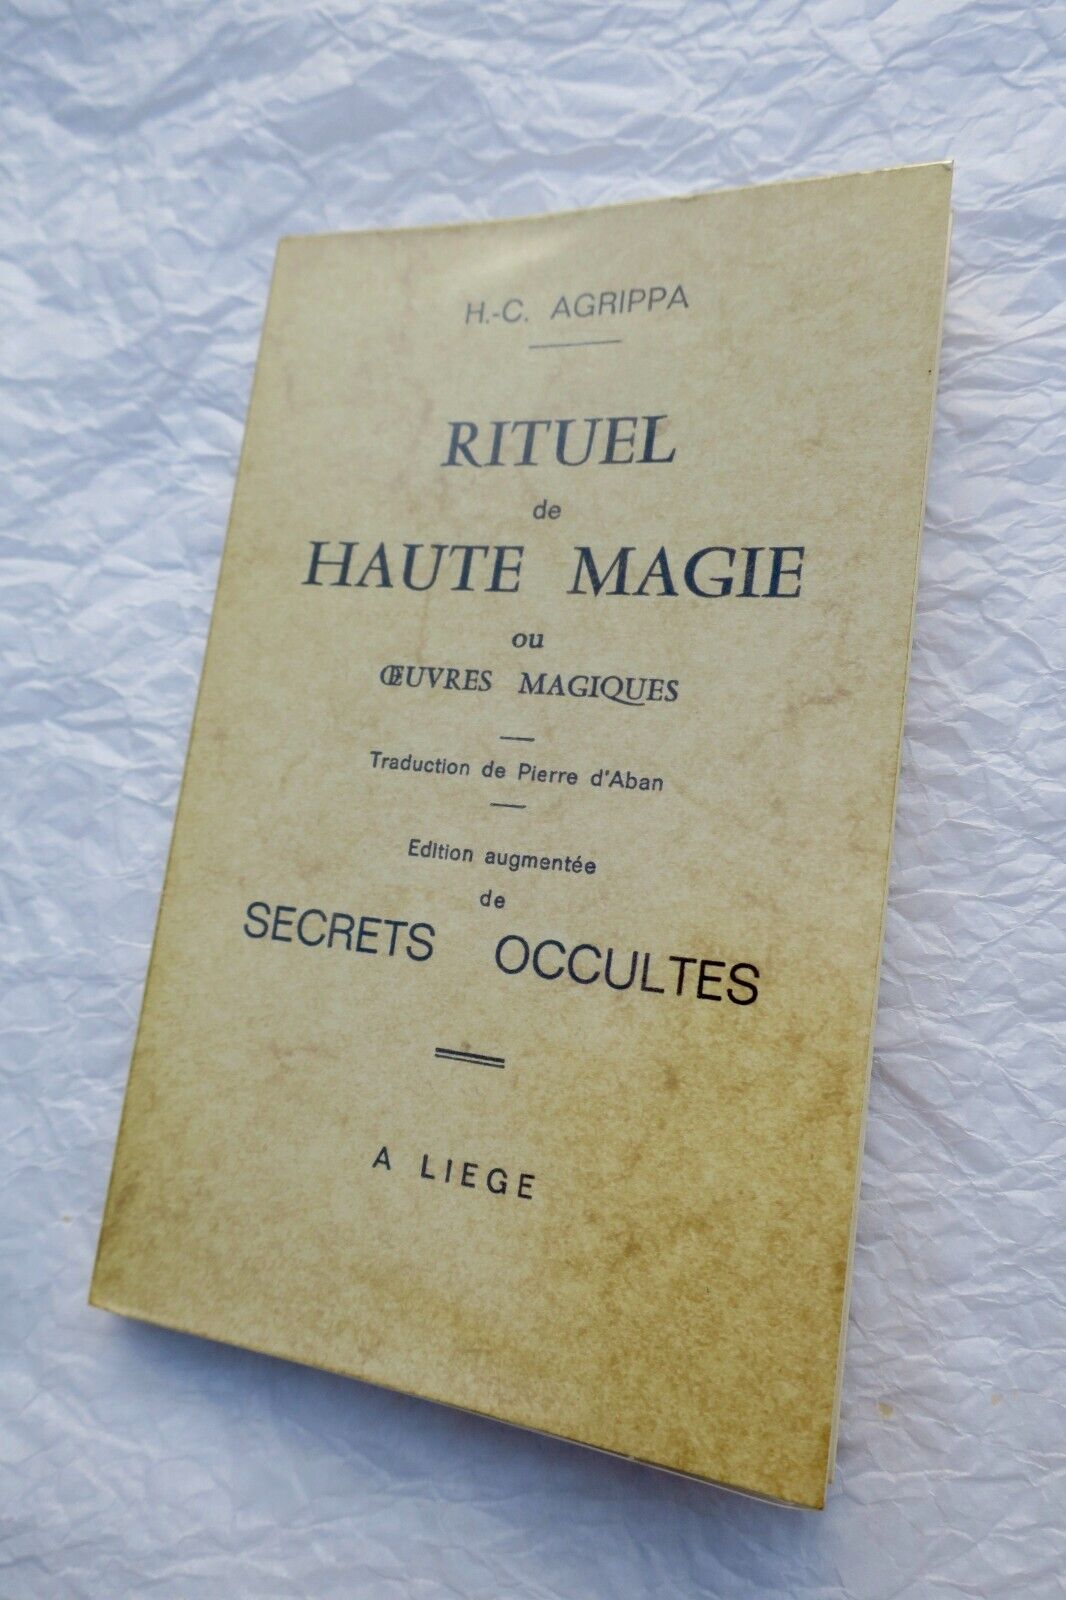 H.-C. AGRIPPA
RITUEL
de
HAUTE MAGIE
ou
ŒUVRES MAGIQUES
Traduction de Pierre d'Aban
Edition augmentée
de
SECRETS OCCULTES
A LIEGE